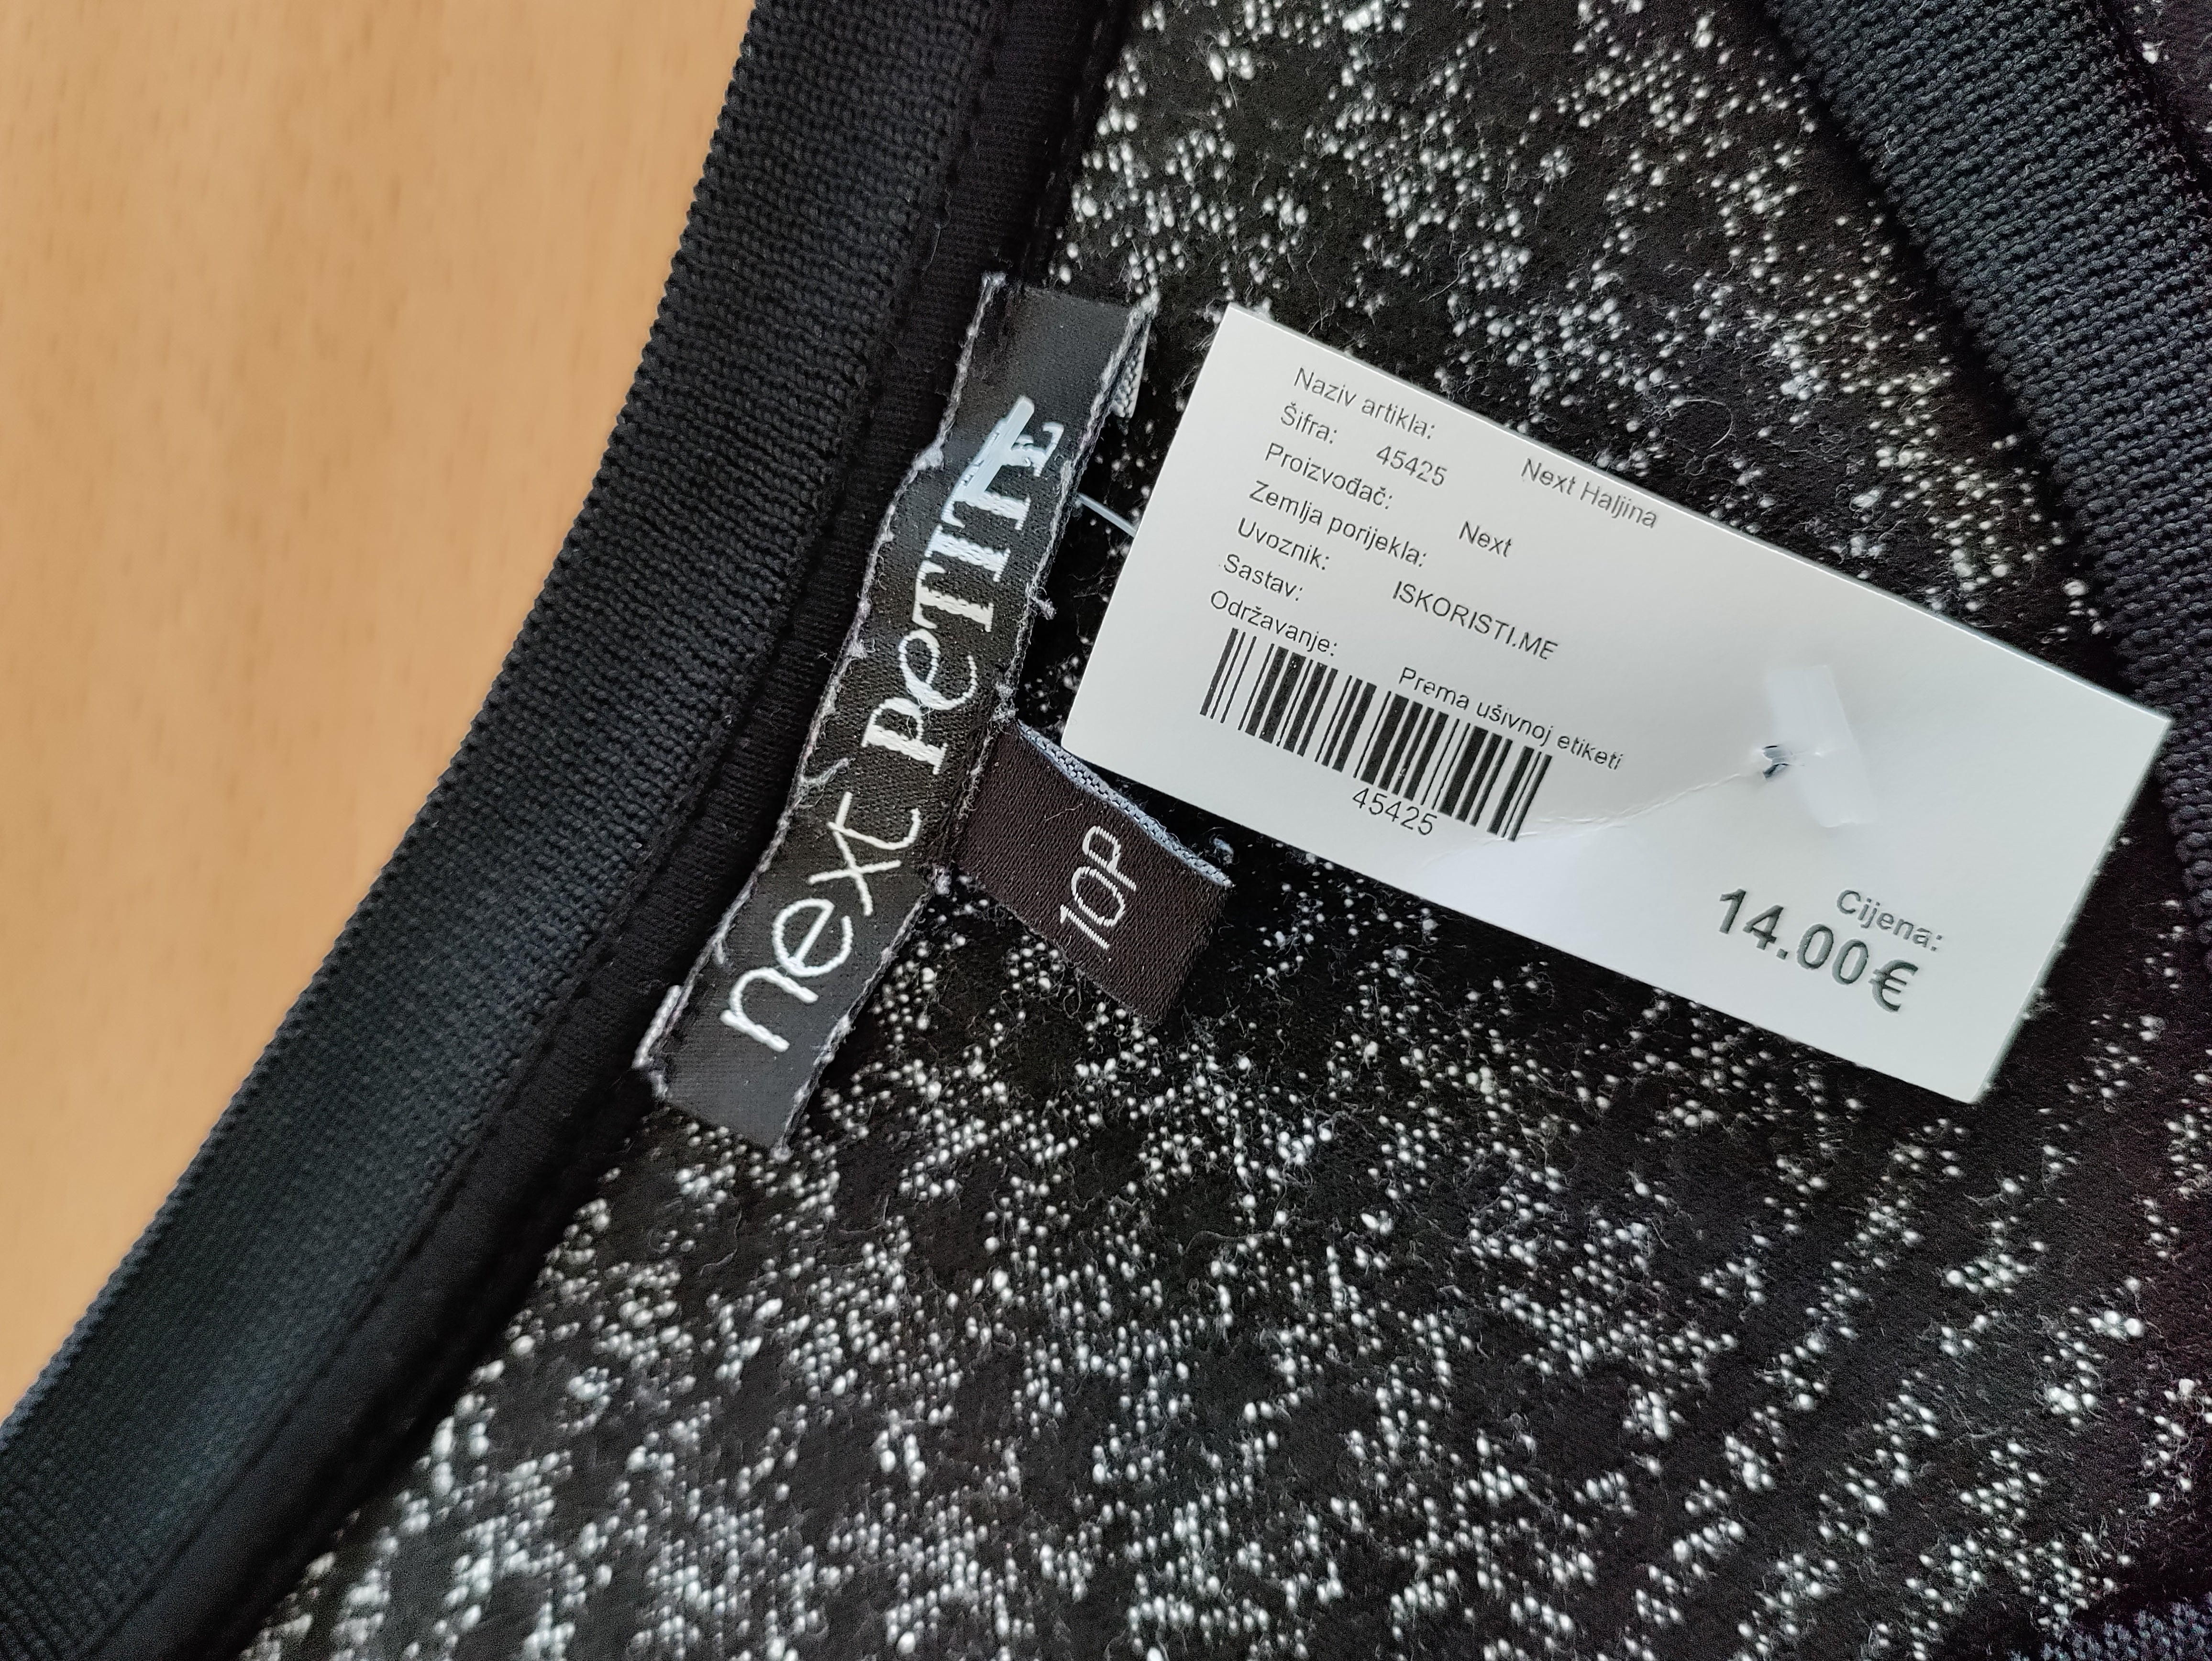 next PETITE
10P
Naziv artikla: Next Haljina
Šifra: 45425
Proizvođač: Next
Zemlja porijekla:
Uvoznik: ISKORISTI.ME
Sastav:
Održavanje: Prema ušivnoj etiketi
45425
Cijena:
14.00€